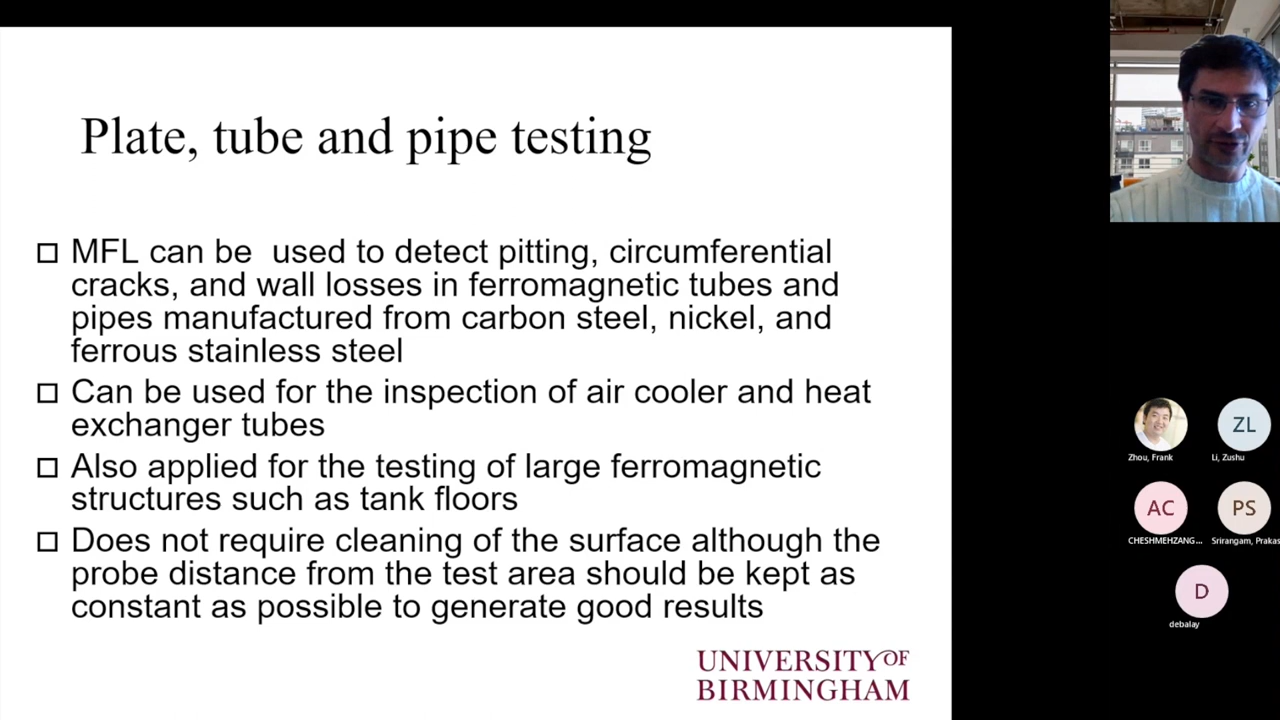 Plate, tube and pipe testing
MFL can be  used to detect pitting, circumferential
cracks, and wall losses in ferromagnetic tubes and
pipes manufactured from carbon steel, nickel, and
ferrous stainless steel
Can be used for the inspection of air cooler and heat
exchanger tubes
Also applied for the testing of large ferromagnetic
structures such as tank floors
Does not require cleaning of the surface although the
probe distance from the test area should be kept as
constant as possible to generate good results
UNIVERSITY OF
BIRMINGHAM
ZL
Zhou, Frank
Li, Zushu
AC
PS
CHESHMEHZANG...
Srirangam, Prakas
D
debalay